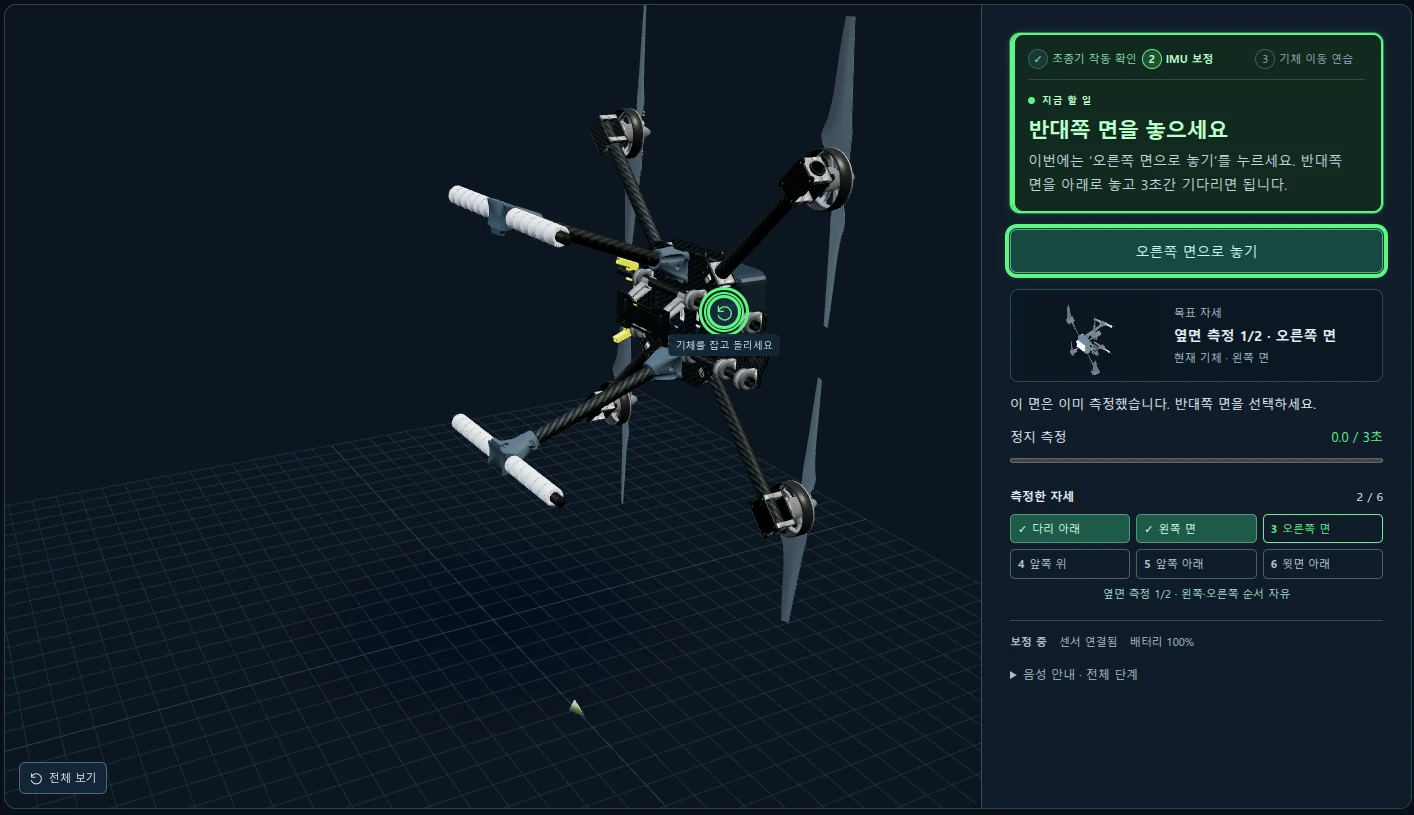 기체를 잡고 돌리세요
전체 보기
✓ 조종기 작동 확인 2 IMU 보정 3 기체 이동 연습
지금 할 일
반대쪽 면을 놓으세요
이번에는 ‘오른쪽 면으로 놓기’를 누르세요. 반대쪽
면을 아래로 놓고 3초간 기다리면 됩니다.
오른쪽 면으로 놓기
목표 자세
옆면 측정 1/2 · 오른쪽 면
현재 기체 · 왼쪽 면
이 면은 이미 측정했습니다. 반대쪽 면을 선택하세요.
정지 측정 0.0 / 3초
측정한 자세 2 / 6
✓ 다리 아래 ✓ 왼쪽 면 3 오른쪽 면
4 앞쪽 위 5 앞쪽 아래 6 윗면 아래
옆면 측정 1/2 · 왼쪽·오른쪽 순서 자유
보정 중 센서 연결됨 배터리 100%
▶ 음성 안내 · 전체 단계